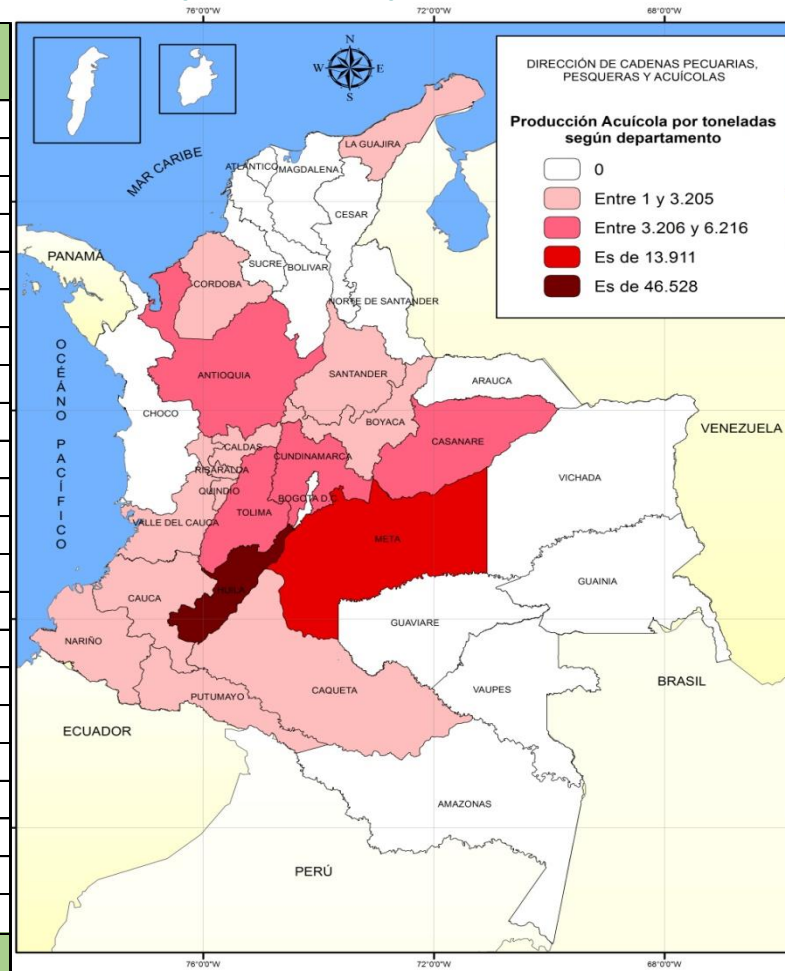 76°0'0"W
72°0'0"W
68°0'0"W
N
W
E
S
DIRECCIÓN DE CADENAS PECUARIAS,
PESQUERAS Y ACUÍCOLAS
Producción Acuícola por toneladas
según departamento
0
Entre 1 y 3.205
Entre 3.206 y 6.216
Es de 13.911
Es de 46.528
MAR CARIBE
LA GUAJIRA
ATLANTICO
MAGDALENA
CESAR
PANAMÁ
SUCRE
BOLIVAR
CORDOBA
NORTE DE SANTANDER
OCÉANO PACÍFICO
ANTIOQUIA
SANTANDER
ARAUCA
CHOCO
BOYACA
CASANARE
VENEZUELA
CALDAS
CUNDINAMARCA
RISARALDA
VICHADA
QUINDIO
BOGOTA D.C
TOLIMA
VALLE DEL CAUCA
META
GUAINIA
HUILA
CAUCA
GUAVIARE
NARIÑO
BRASIL
CAQUETA
VAUPES
PUTUMAYO
ECUADOR
AMAZONAS
PERÚ
76°0'0"W
72°0'0"W
68°0'0"W